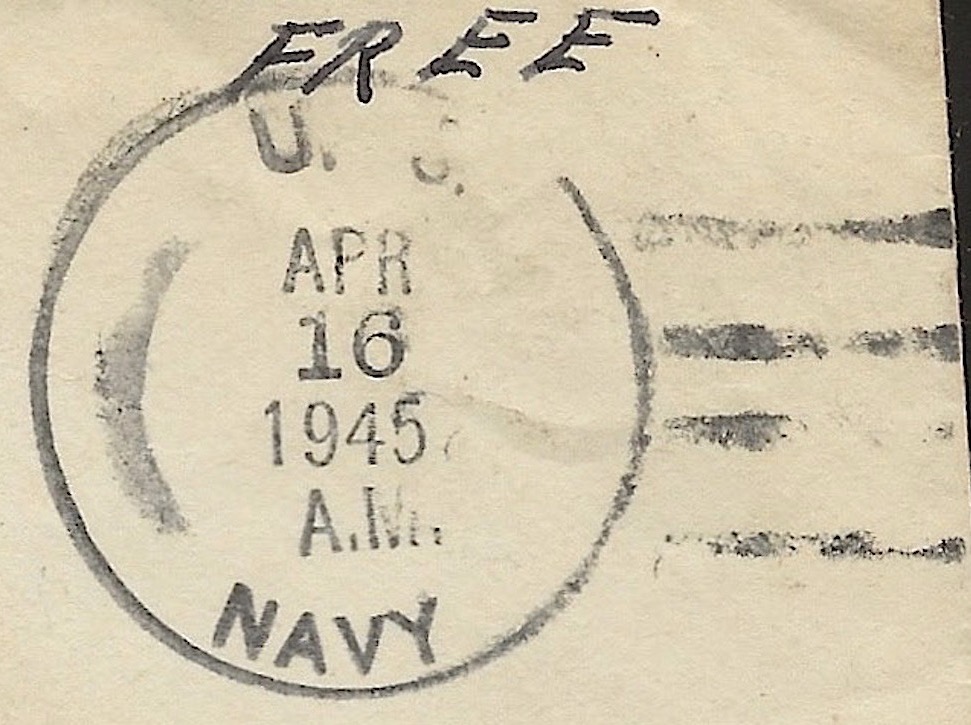 FREE
U. S.
APR
16
1945
A.M.
NAVY